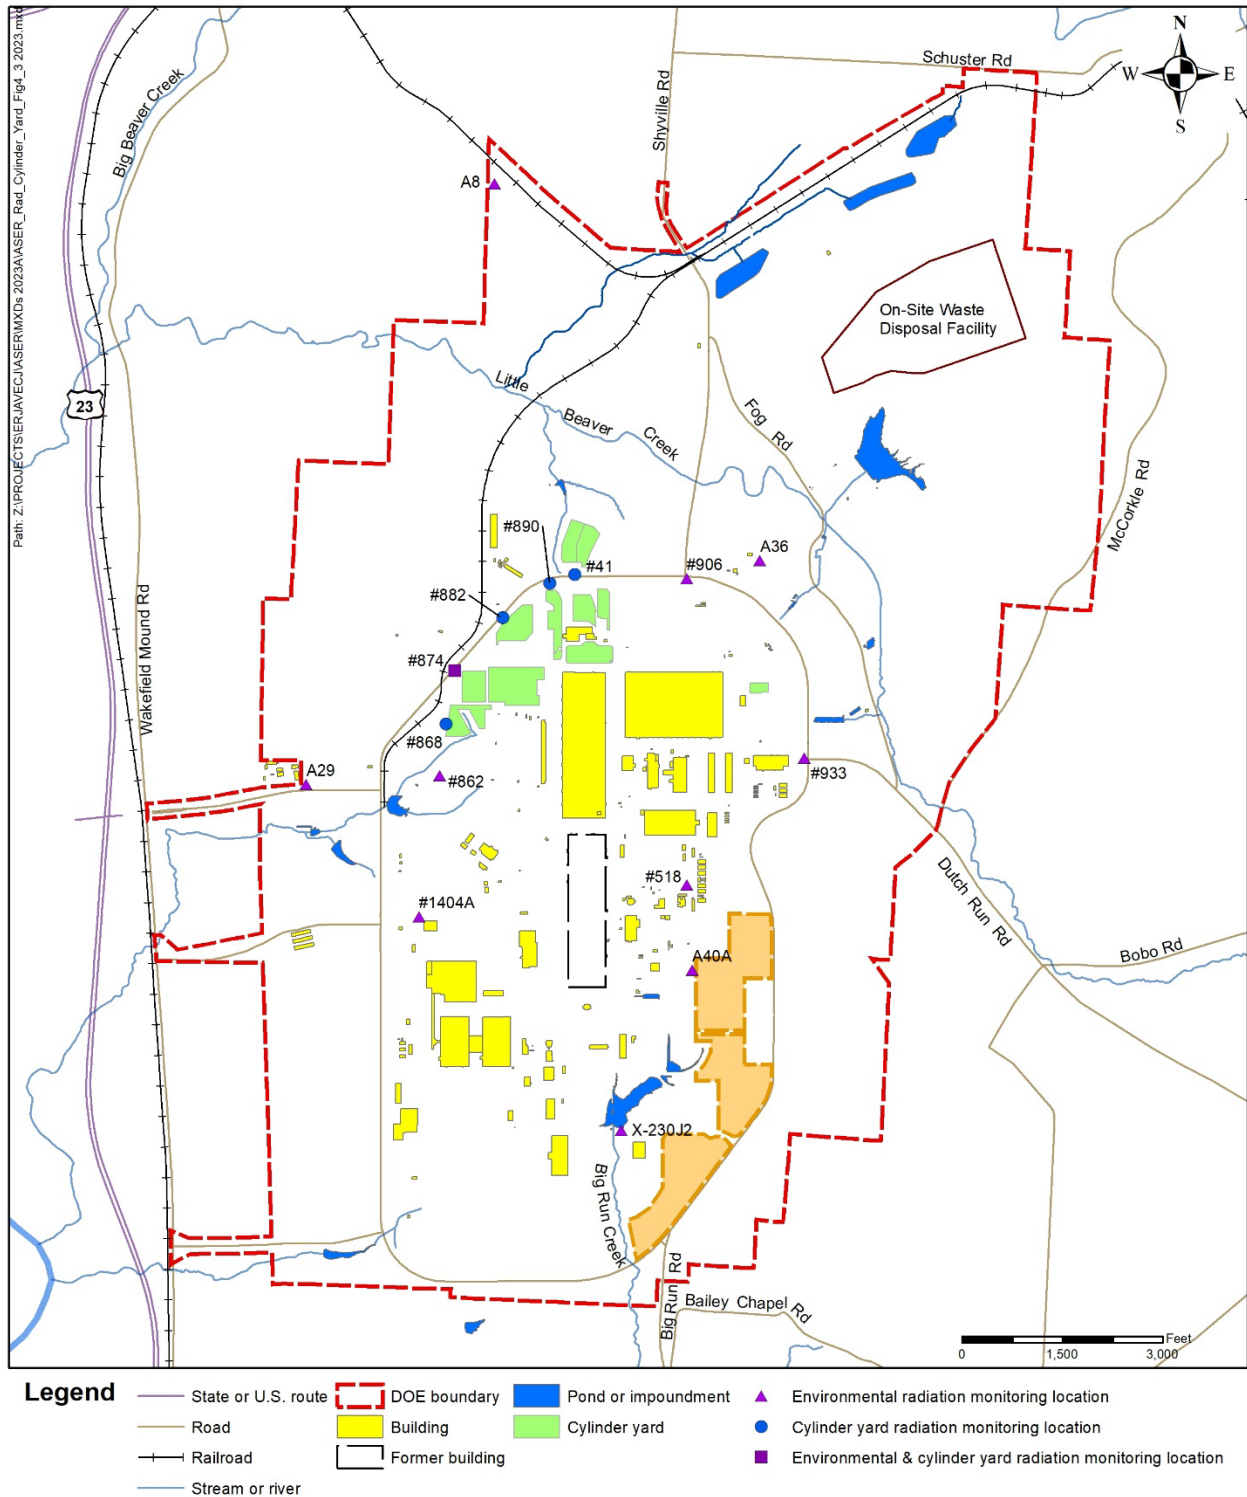 Path: Z:\PROJECTS\ERJAVECJ\ASER\MXDs 2023A\ASER_Rad_Cylinder_Yard_Fig4_3 2023.mxd
N
W
E
S
Schuster Rd
Shyville Rd
Big Beaver Creek
A8
On-Site Waste
Disposal Facility
23
Little
Beaver
Creek
Fog Rd
McCorkle Rd
#890
#41
A36
#906
#882
Wakefield Mound Rd
#874
#868
A29
#862
#933
#518
#1404A
Dutch Run Rd
Bobo Rd
A40A
X-230J2
Big Run Creek
Big Run Rd
Bailey Chapel Rd
Feet
0
1,500
3,000
Legend
State or U.S. route
DOE boundary
Pond or impoundment
Environmental radiation monitoring location
Road
Building
Cylinder yard
Cylinder yard radiation monitoring location
Railroad
Former building
Environmental & cylinder yard radiation monitoring location
Stream or river